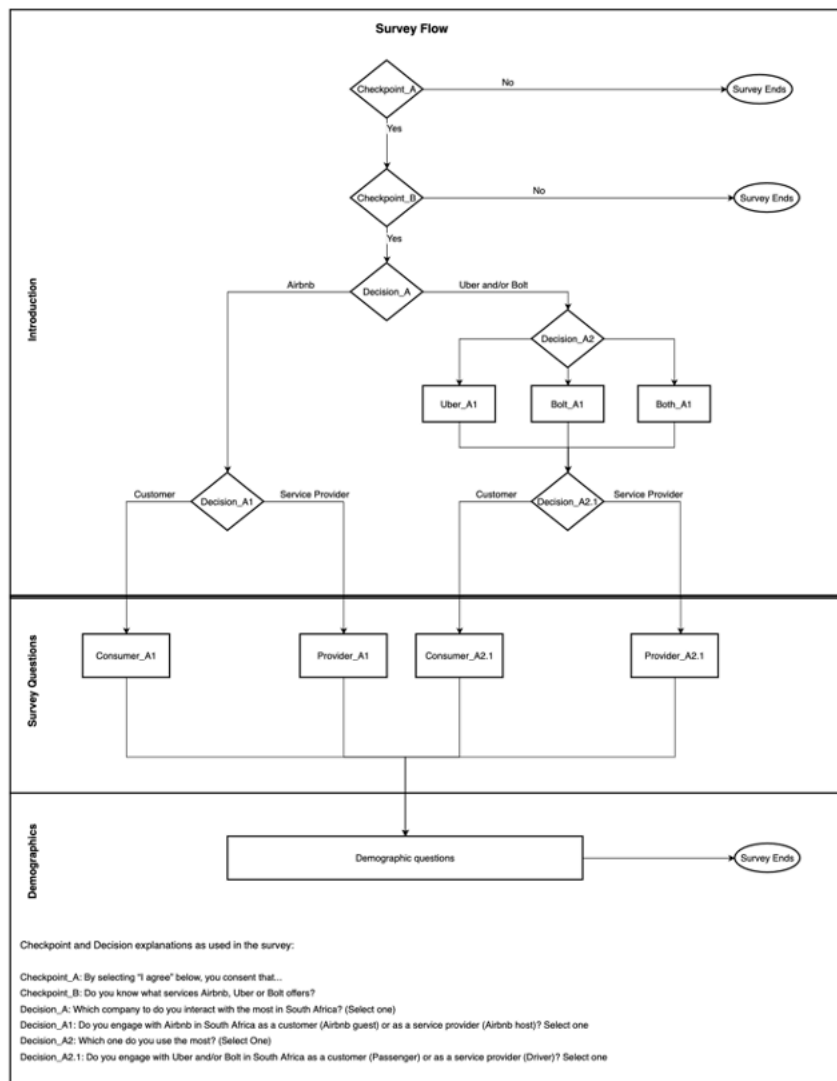 Survey Flow
Checkpoint_A
No
Survey Ends
Yes
Checkpoint_B
No
Survey Ends
Yes
Introduction
Airbnb
Decision_A
Uber and/or Bolt
Decision_A2
Uber_A1
Bolt_A1
Both_A1
Customer
Decision_A1
Service Provider
Customer
Decision_A2.1
Service Provider
Survey Questions
Consumer_A1
Provider_A1
Consumer_A2.1
Provider_A2.1
Demographics
Demographic questions
Survey Ends
Checkpoint and Decision explanations as used in the survey:
Checkpoint_A: By selecting "I agree" below, you consent that...
Checkpoint_B: Do you know what services Airbnb, Uber or Bolt offers?
Decision_A: Which company to do you interact with the most in South Africa? (Select one)
Decision_A1: Do you engage with Airbnb in South Africa as a customer (Airbnb guest) or as a service provider (Airbnb host)? Select one
Decision_A2: Which one do you use the most? (Select One)
Decision_A2.1: Do you engage with Uber and/or Bolt in South Africa as a customer (Passenger) or as a service provider (Driver)? Select one